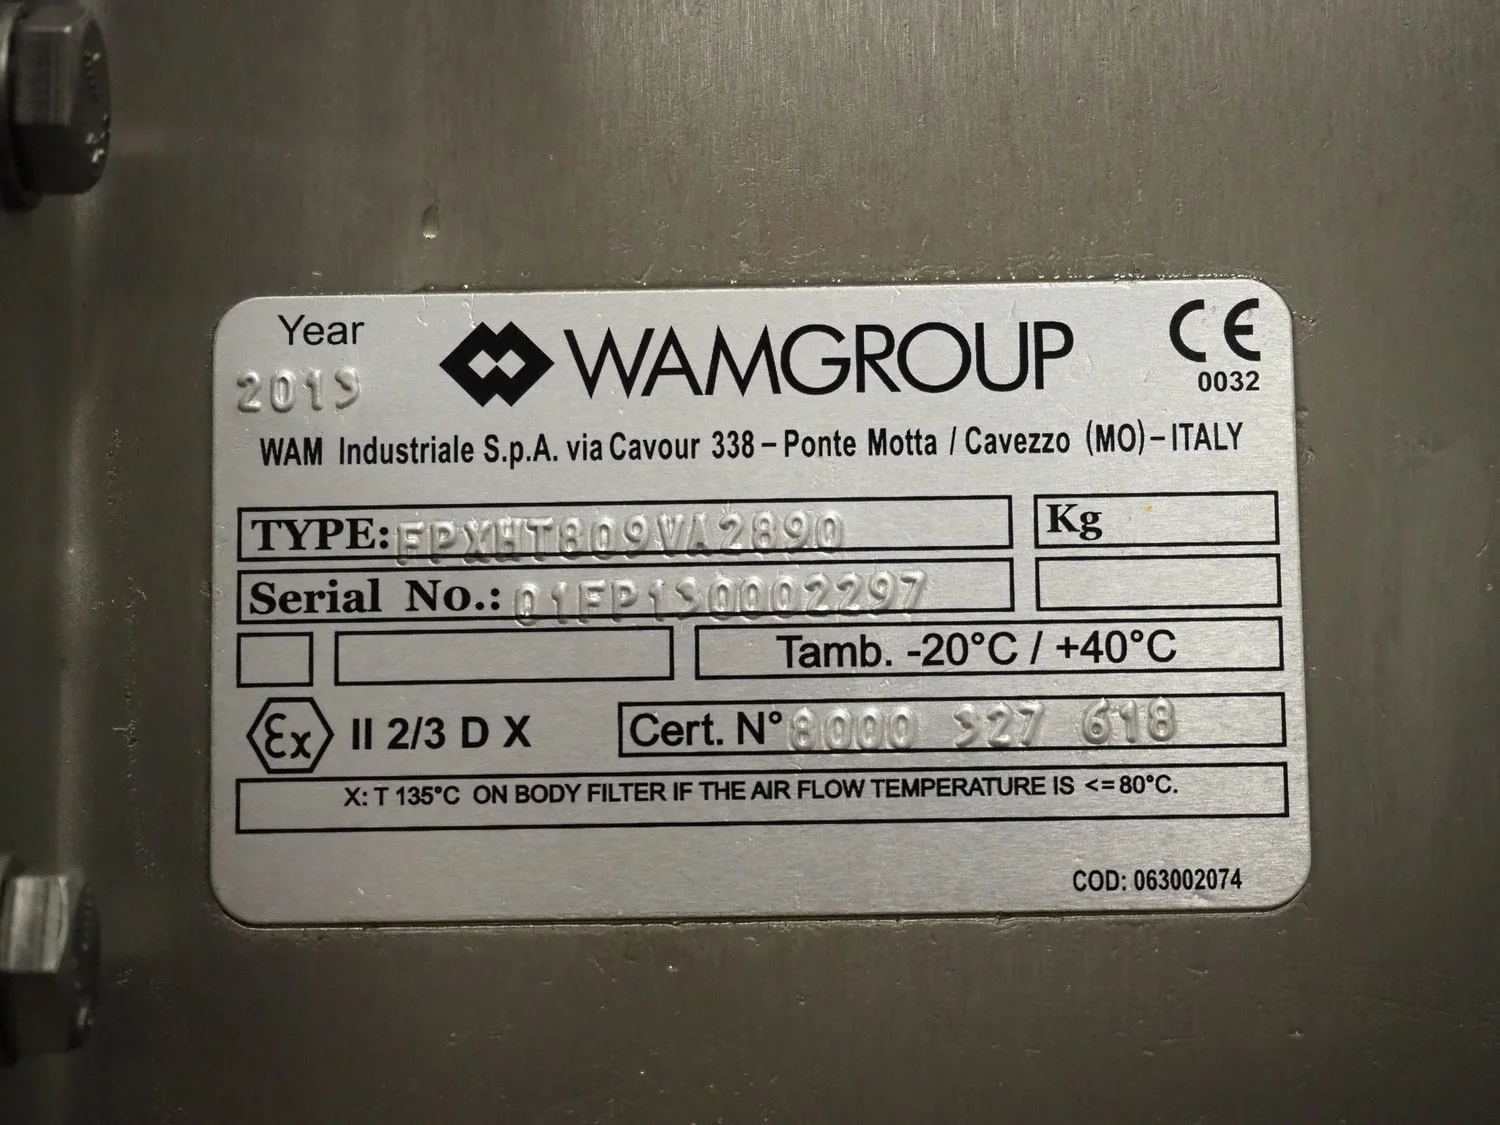 Year
2013
WAMGROUP
CE
0032
WAM Industriale S.p.A. via Cavour 338 – Ponte Motta / Cavezzo (MO) – ITALY
TYPE: FPXHT809VA2890
Kg
Serial No.: 01FP130002297
Tamb. -20°C / +40°C
Ex II 2/3 D X
Cert. N° 8000 327 618
X: T 135°C ON BODY FILTER IF THE AIR FLOW TEMPERATURE IS <=80°C.
COD: 063002074